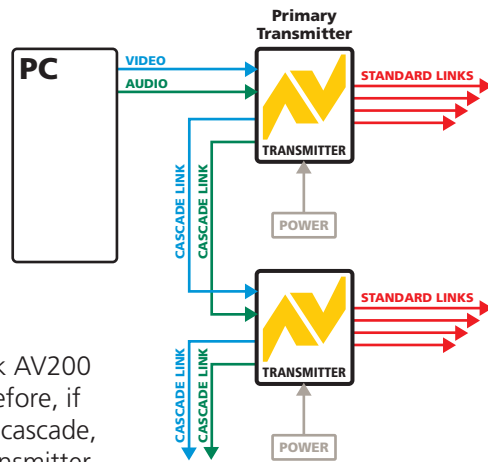 Primary
Transmitter
PC
VIDEO
AUDIO
STANDARD LINKS
TRANSMITTER
CASCADE LINK
CASCADE LINK
POWER
STANDARD LINKS
TRANSMITTER
CASCADE LINK
CASCADE LINK
POWER
AV200
efore, if
cascade,
nsmitter